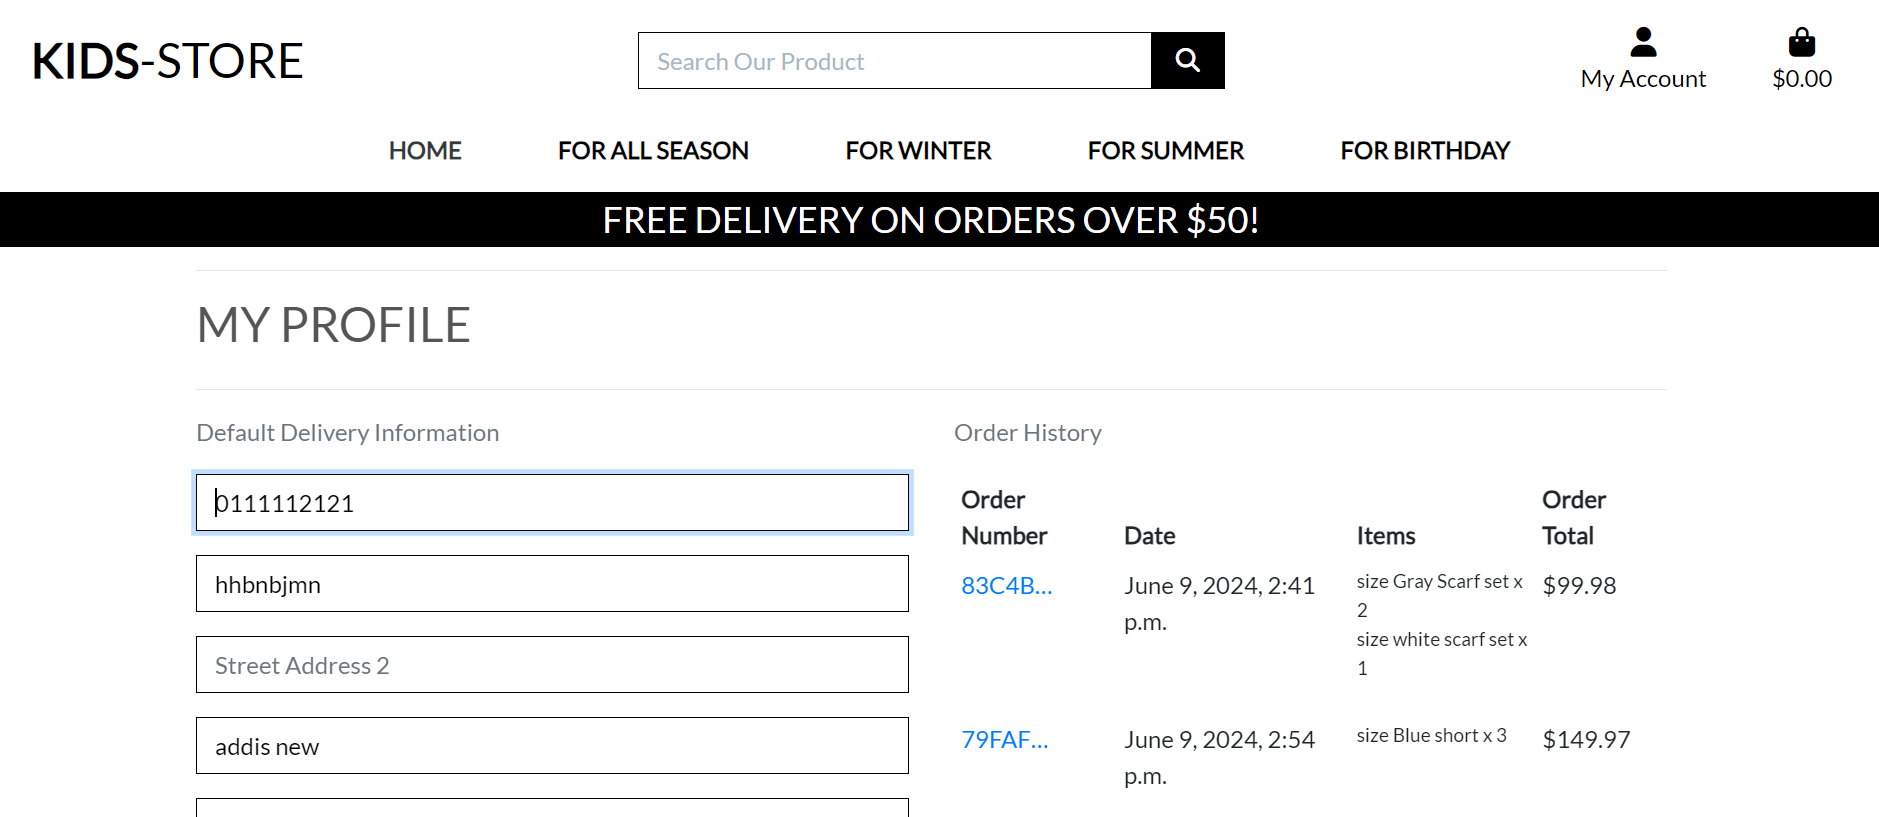 KIDS-STORE
Search Our Product
My Account
$0.00
HOME
FOR ALL SEASON
FOR WINTER
FOR SUMMER
FOR BIRTHDAY
FREE DELIVERY ON ORDERS OVER $50!
MY PROFILE
Default Delivery Information
0111112121
hhbnbjmn
Street Address 2
addis new
Order History
Order Number
Date
Items
Order Total
83C4B...
June 9, 2024, 2:41
p.m.
size Gray Scarf set x
2
size white scarf set x
1
$99.98
79FAF...
June 9, 2024, 2:54
p.m.
size Blue short x 3
$149.97